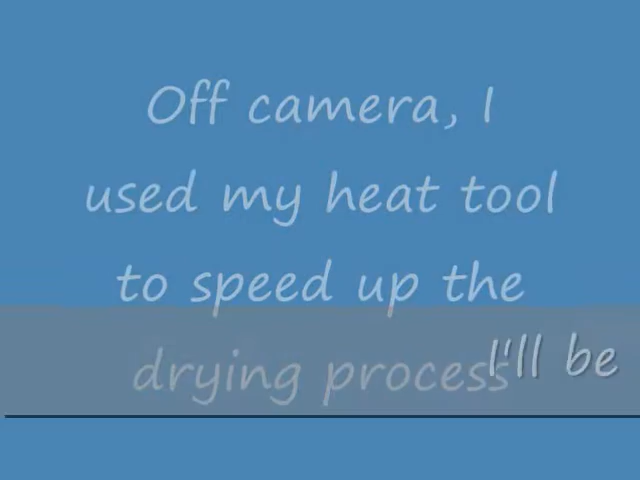 Off camera, I
used my heat tool
to speed up the
drying process
I'll be